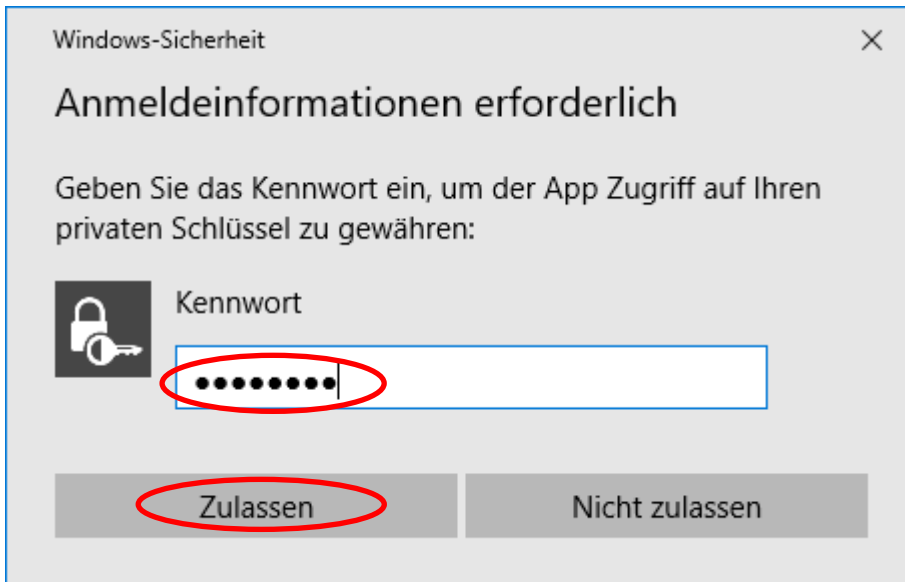 Windows-Sicherheit
Anmeldeinformationen erforderlich
Geben Sie das Kennwort ein, um der App Zugriff auf Ihren
privaten Schlüssel zu gewähren:
Kennwort
●●●●●●●●
Zulassen
Nicht zulassen